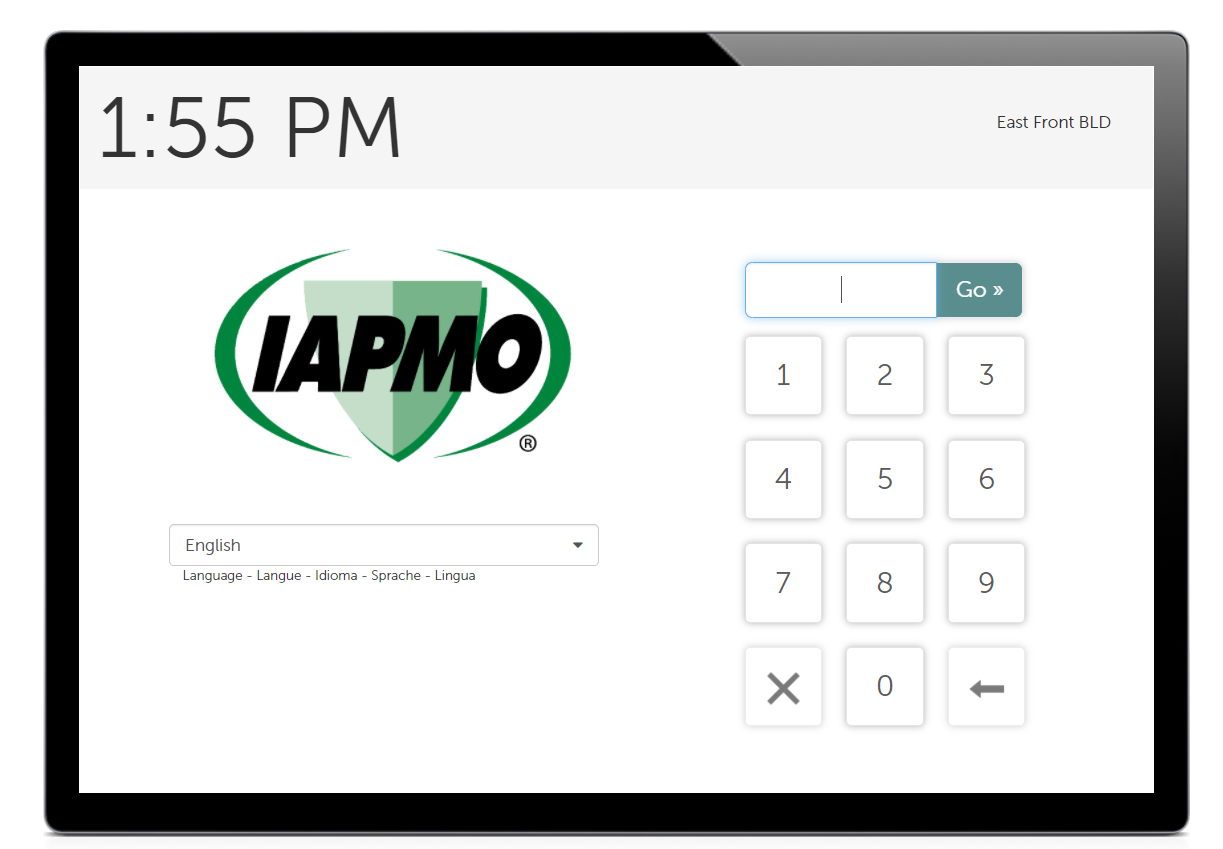 1:55 PM
East Front BLD
IAPMO
®
English
Language - Langue - Idioma - Sprache - Lingua
Go »
1 2 3
4 5 6
7 8 9
0